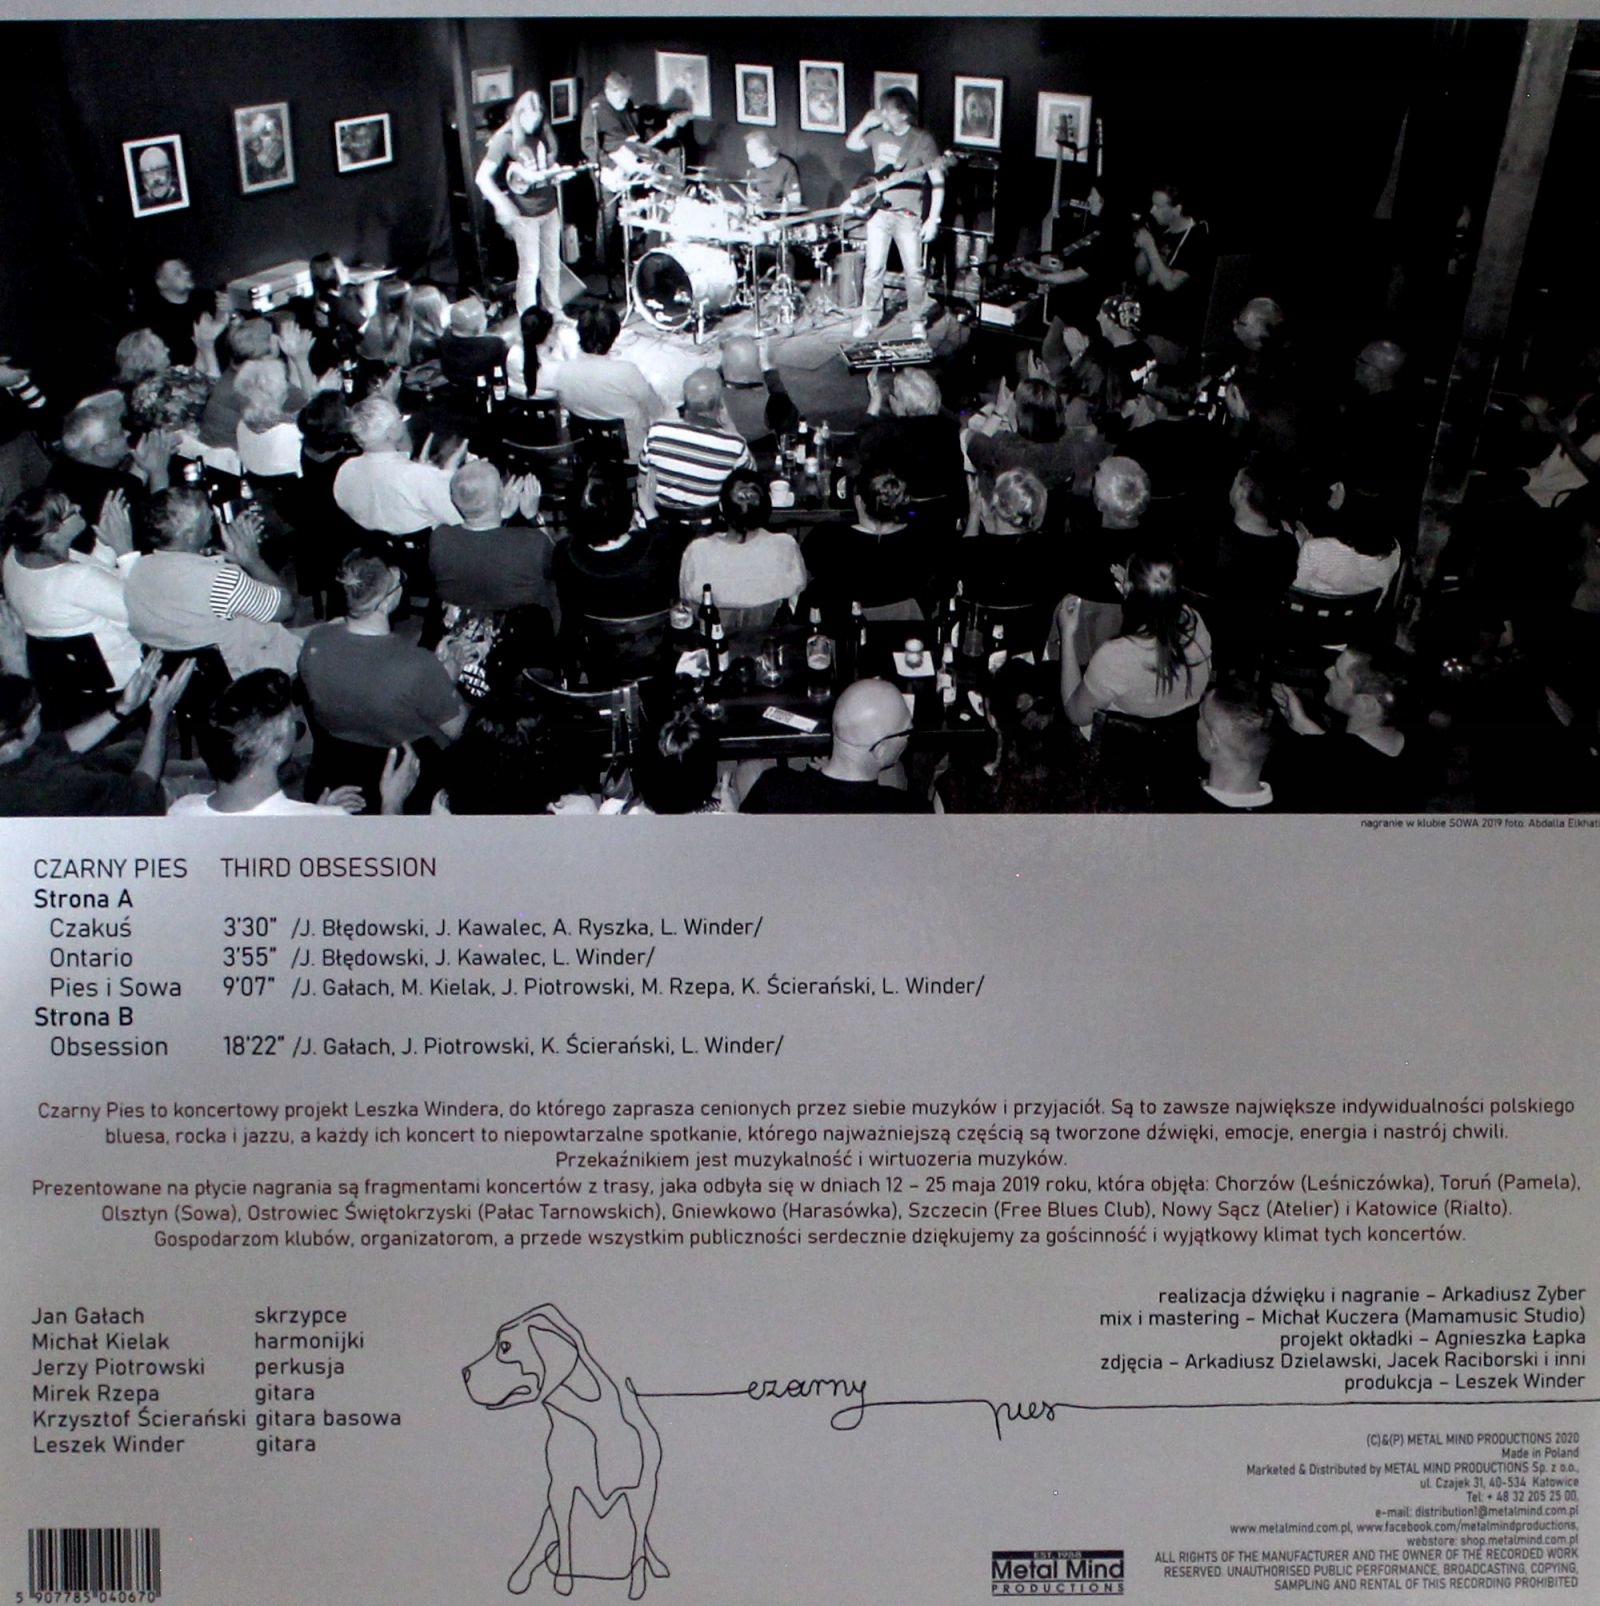 nagranie w klubie SOWA 2019 foto. Abdalla Elkhati
CZARNY PIES THIRD OBSESSION
Strona A
Czakuś 3'30" /J. Błędowski, J. Kawalec, A. Ryszka, L. Winder/
Ontario 3'55" /J. Błędowski, J. Kawalec, L. Winder/
Pies i Sowa 9'07" /J. Gałach, M. Kielak, J. Piotrowski, M. Rzepa, K. Ścierański, L. Winder/
Strona B
Obsession 18'22" /J. Gałach, J. Piotrowski, K. Ścierański, L. Winder/
Czarny Pies to koncertowy projekt Leszka Windera, do którego zaprasza cenionych przez siebie muzyków i przyjaciół. Są to zawsze największe indywidualności polskiego
bluesa, rocka i jazzu, a każdy ich koncert to niepowtarzalne spotkanie, którego najważniejszą częścią są tworzone dźwięki, emocje, energia i nastrój chwili.
Przekaźnikiem jest muzykalność i wirtuozeria muzyków.
Prezentowane na płycie nagrania są fragmentami koncertów z trasy, jaka odbyła się w dniach 12 – 25 maja 2019 roku, która objęła: Chorzów (Leśniczówka), Toruń (Pamela),
Olsztyn (Sowa), Ostrowiec Świętokrzyski (Pałac Tarnowskich), Gniewkowo (Harasówka), Szczecin (Free Blues Club), Nowy Sącz (Atelier) i Katowice (Rialto).
Gospodarzom klubów, organizatorom, a przede wszystkim publiczności serdecznie dziękujemy za gościnność i wyjątkowy klimat tych koncertów.
Jan Gałach skrzypce
Michał Kielak harmonijki
Jerzy Piotrowski perkusja
Mirek Rzepa gitara
Krzysztof Ścierański gitara basowa
Leszek Winder gitara
czarny
pies
realizacja dźwięku i nagranie – Arkadiusz Zyber
mix i mastering – Michał Kuczera (Mamamusic Studio)
projekt okładki – Agnieszka Łapka
zdjęcia – Arkadiusz Dzielawski, Jacek Raciborski i inni
produkcja – Leszek Winder
(C)&(P) METAL MIND PRODUCTIONS 2020
Made in Poland
Marketed & Distributed by METAL MIND PRODUCTIONS Sp. z o.o.,
ul. Czajek 31, 40-534 Katowice
Tel: + 48 32 205 25 00,
e-mail: distribution1@metalmind.com.pl
www.metalmind.com.pl, www.facebook.com/metalmindproductions,
webstore: shop.metalmind.com.pl
ALL RIGHTS OF THE MANUFACTURER AND THE OWNER OF THE RECORDED WORK
RESERVED. UNAUTHORISED PUBLIC PERFORMANCE, BROADCASTING, COPYING,
SAMPLING AND RENTAL OF THIS RECORDING PROHIBITED
EST. 1986
Metal Mind
PRODUCTIONS
5 907785 040670